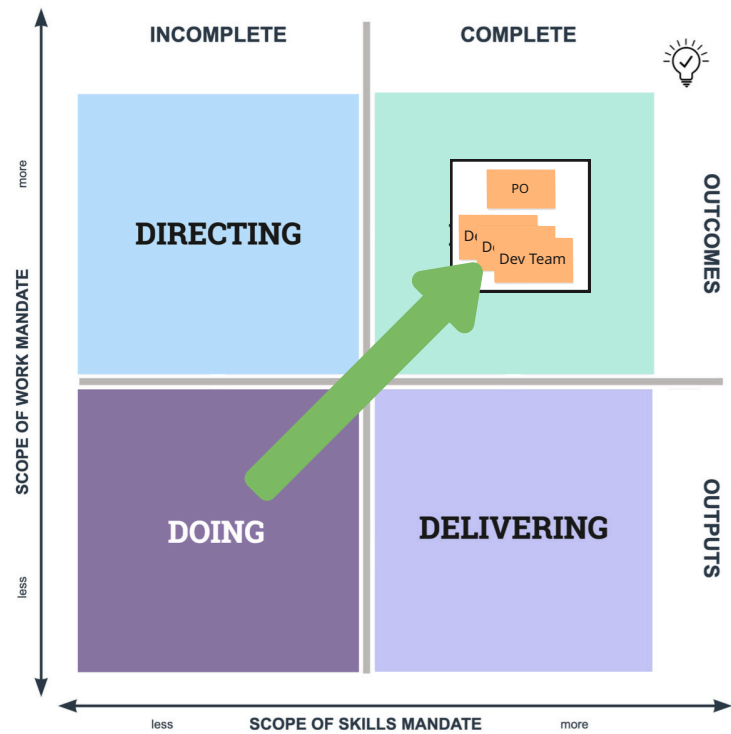 INCOMPLETE
COMPLETE
more
DIRECTING
PO
Dev Team
OUTCOMES
SCOPE OF WORK MANDATE
DOING
DELIVERING
OUTPUTS
less
less
SCOPE OF SKILLS MANDATE
more